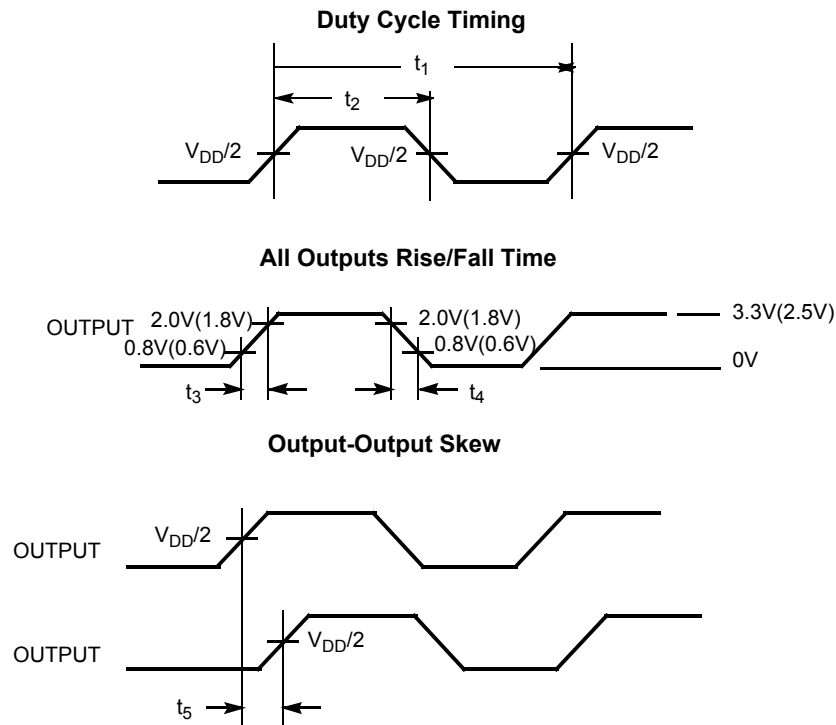 Duty Cycle Timing
t1
t2
VDD/2
VDD/2
VDD/2
All Outputs Rise/Fall Time
OUTPUT
2.0V(1.8V)
0.8V(0.6V)
2.0V(1.8V)
0.8V(0.6V)
3.3V(2.5V)
0V
t3
t4
Output-Output Skew
OUTPUT
VDD/2
OUTPUT
VDD/2
t5